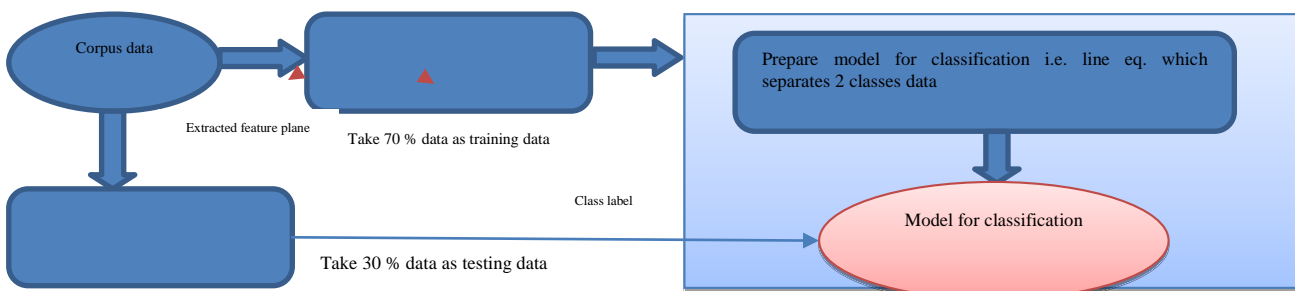 Corpus data
Prepare model for classification i.e. line eq. which
separates 2 classes data
Extracted feature plane
Take 70 % data as training data
Class label
Model for classification
Take 30 % data as testing data